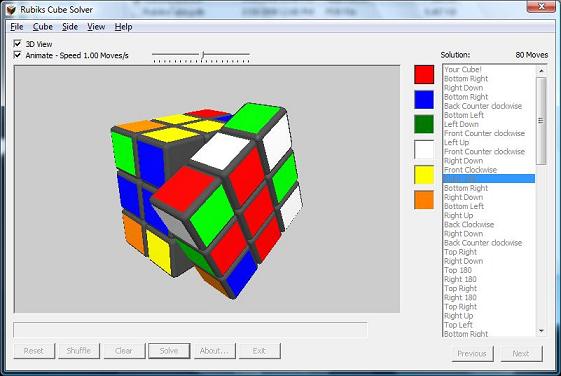 Rubiks Cube Solver
File Cube Side View Help
3D View
Animate - Speed 1.00 Moves/s
Solution: 80 Moves
Your Cube!
Bottom Right
Right Down
Bottom Right
Back Counter clockwise
Bottom Left
Left Down
Front Counter clockwise
Left Up
Front Counter clockwise
Right Down
Front Clockwise
Bottom Right
Right Down
Bottom Left
Right Up
Back Clockwise
Right Down
Back Counter clockwise
Top Right
Right Down
Top 180
Right 180
Top Right
Right 180
Top Right
Right Up
Top Left
Bottom Right
Reset Shuffle Clear Solve About... Exit Previous Next